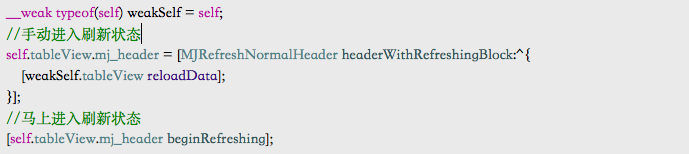 __weak typeof(self) weakSelf = self;
//手动进入刷新状态
self.tableView.mj_header = [MJRefreshNormalHeader headerWithRefreshingBlock:^{
    [weakSelf.tableView reloadData];
}];
//马上进入刷新状态
[self.tableView.mj_header beginRefreshing];